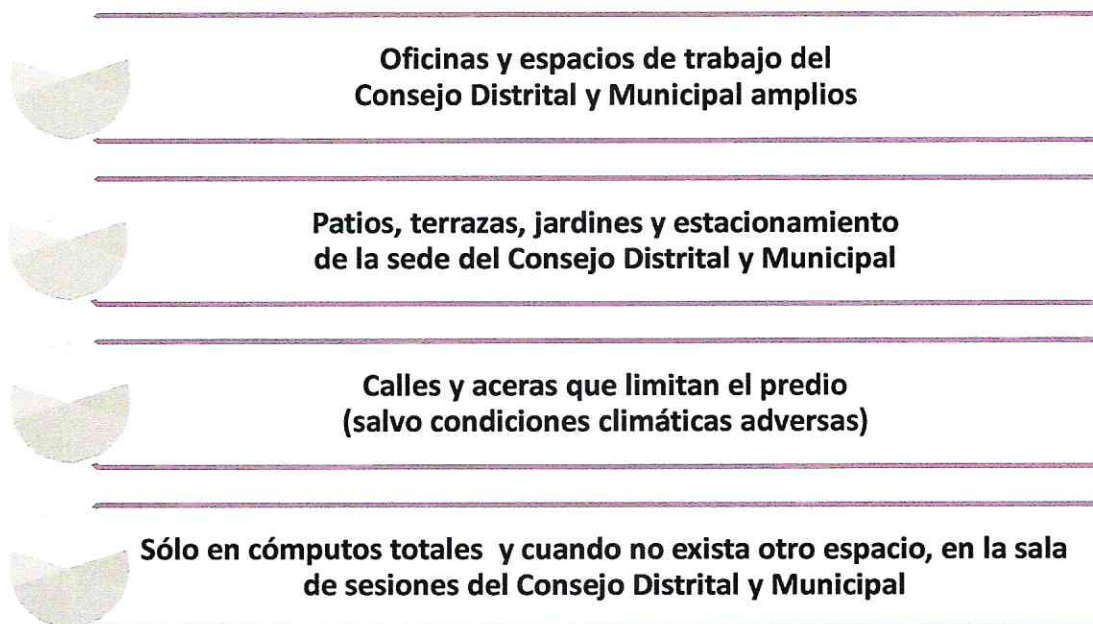 Oficinas y espacios de trabajo del
Consejo Distrital y Municipal amplios
Patios, terrazas, jardines y estacionamiento
de la sede del Consejo Distrital y Municipal
Calles y aceras que limitan el predio
(salvo condiciones climáticas adversas)
Sólo en cómputos totales y cuando no exista otro espacio, en la sala
de sesiones del Consejo Distrital y Municipal